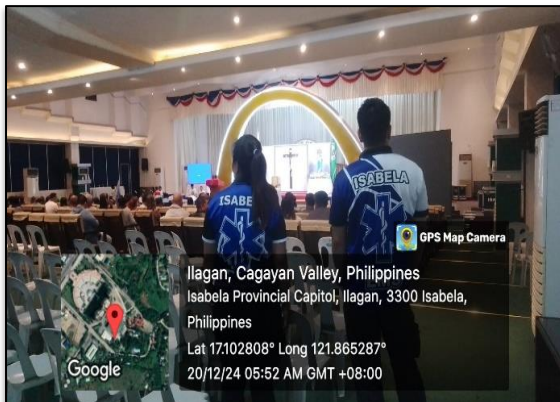 ISABE
ISABELA
GPS Map Camera
Ilagan, Cagayan Valley, Philippines
Isabela Provincial Capitol, Ilagan, 3300 Isabela,
Philippines
Lat 17.102808° Long 121.865287°
20/12/24 05:52 AM GMT +08:00
Google